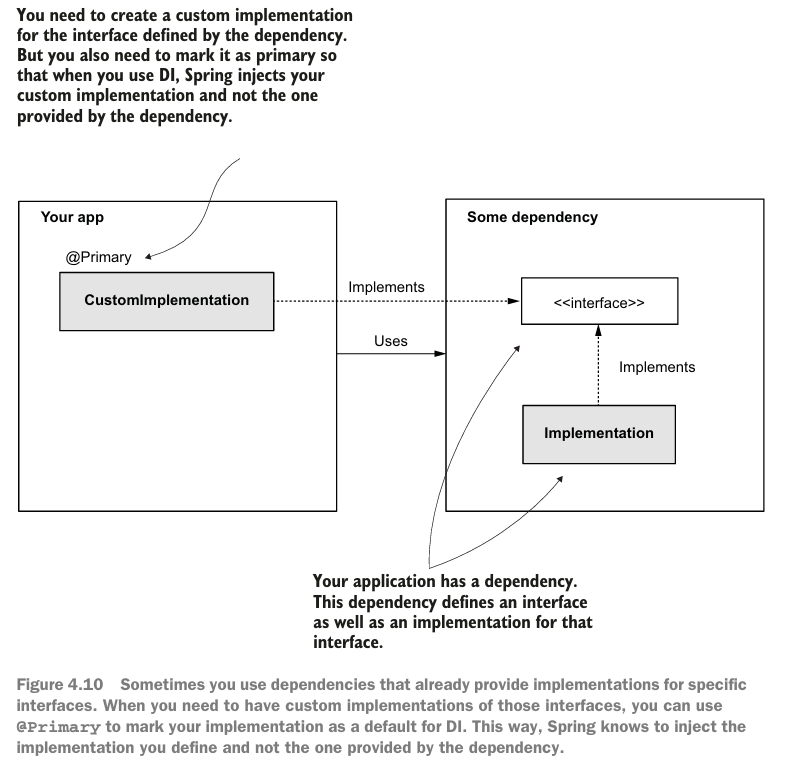 You need to create a custom implementation
for the interface defined by the dependency.
But you also need to mark it as primary so
that when you use DI, Spring injects your
custom implementation and not the one
provided by the dependency.
Your app
Some dependency
@Primary
CustomImplementation
Implements
<<interface>>
Uses
Implements
Implementation
Your application has a dependency.
This dependency defines an interface
as well as an implementation for that
interface.
Figure 4.10 Sometimes you use dependencies that already provide implementations for specific
interfaces. When you need to have custom implementations of those interfaces, you can use
@Primary to mark your implementation as a default for DI. This way, Spring knows to inject the
implementation you define and not the one provided by the dependency.